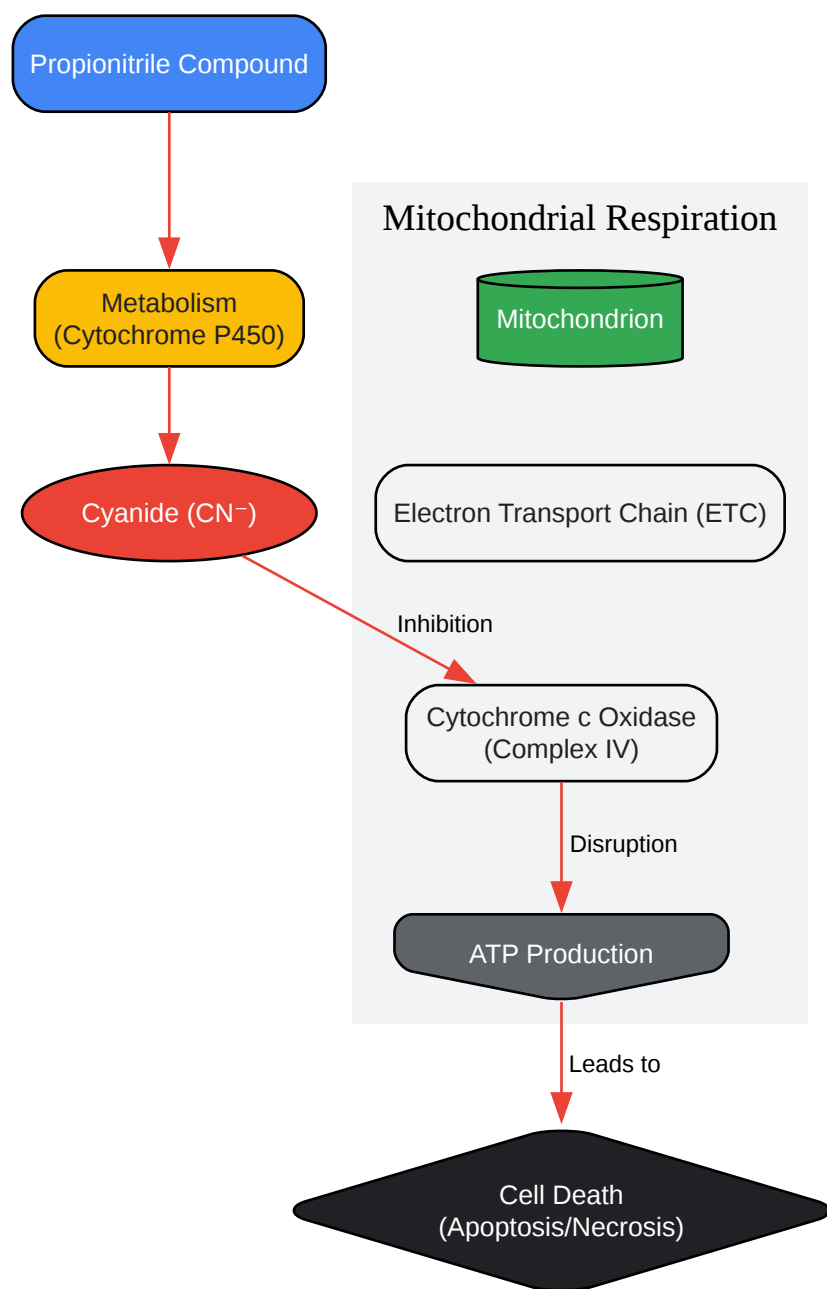 Propionitrile Compound
Mitochondrial Respiration
Metabolism
(Cytochrome P450)
Mitochondrion
Cyanide (CN⁻)
Electron Transport Chain (ETC)
Inhibition
Cytochrome c Oxidase
(Complex IV)
Disruption
ATP Production
Leads to
Cell Death
(Apoptosis/Necrosis)